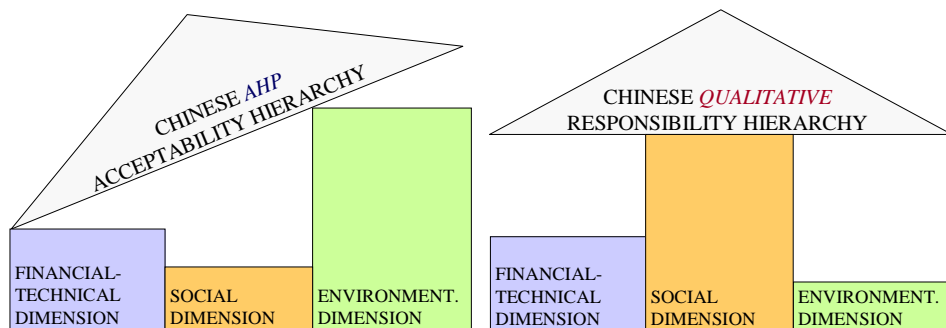 CHINESE AHP
ACCEPTABILITY HIERARCHY
FINANCIAL-
TECHNICAL
DIMENSION
SOCIAL
DIMENSION
ENVIRONMENT.
DIMENSION
CHINESE QUALITATIVE
RESPONSIBILITY HIERARCHY
FINANCIAL-
TECHNICAL
DIMENSION
SOCIAL
DIMENSION
ENVIRONMENT.
DIMENSION